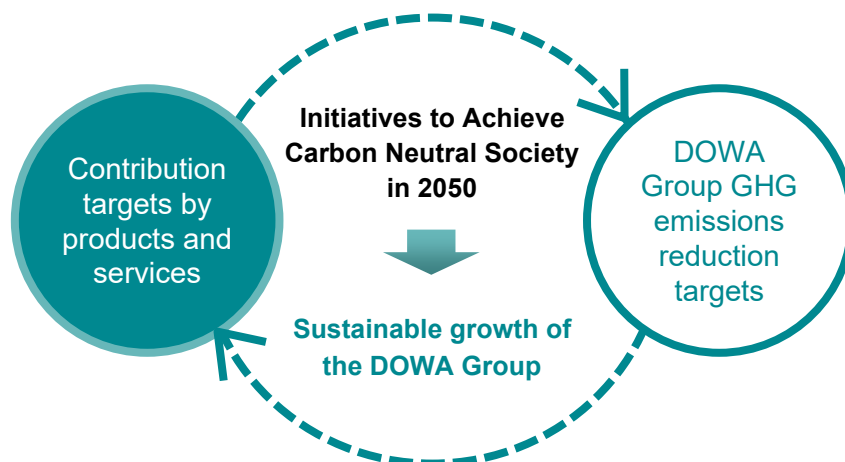 Initiatives to Achieve
Carbon Neutral Society
in 2050
Contribution
targets by
products and
services
DOWA
Group GHG
emissions
reduction
targets
Sustainable growth of
the DOWA Group